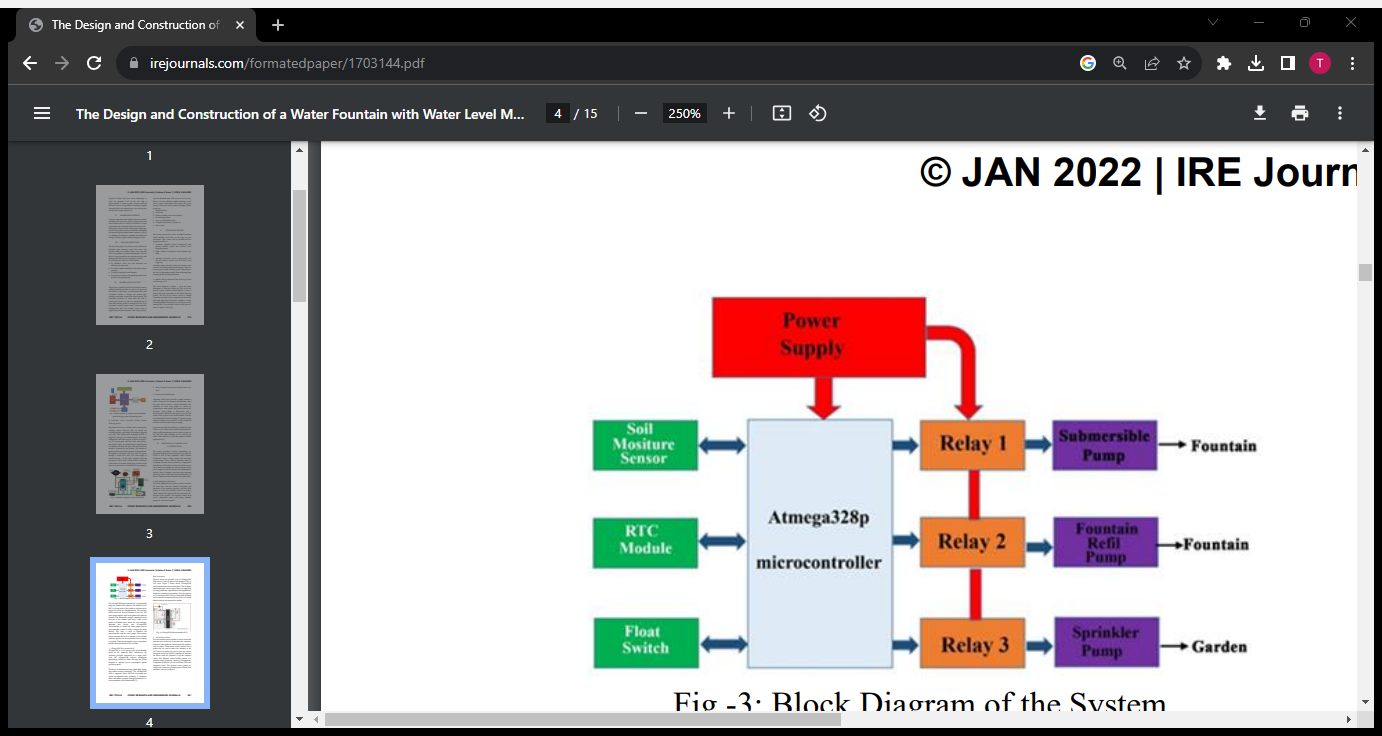 The Design and Construction of
irejournals.com/formatedpaper/1703144.pdf
T
The Design and Construction of a Water Fountain with Water Level M...
4 / 15
250%
1
2
3
4
© JAN 2022 | IRE Journ
Power
Supply
Soil
Mositure
Sensor
RTC
Module
Float
Switch
Atmega328p
microcontroller
Relay 1
Relay 2
Relay 3
Submersible
Pump
Fountain
Fountain
Refil
Pump
Fountain
Sprinkler
Pump
Garden
Fig -3: Block Diagram of the System